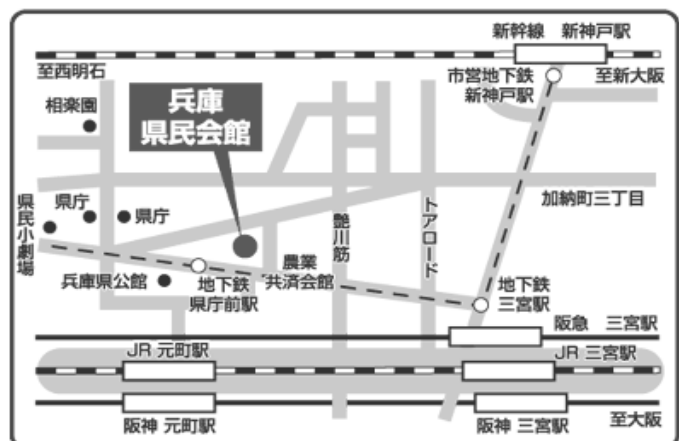 新幹線 新神戸駅
至西明石
市営地下鉄
新神戸駅
至新大阪
相楽園
兵庫
県民会館
加納町三丁目
県庁
県庁
県民小劇場
鯉川筋
トアロード
兵庫県公館
地下鉄
県庁前駅
農業
共済会館
地下鉄
三宮駅
阪急 三宮駅
JR 元町駅
JR 三宮駅
阪神 元町駅
阪神 三宮駅
至大阪